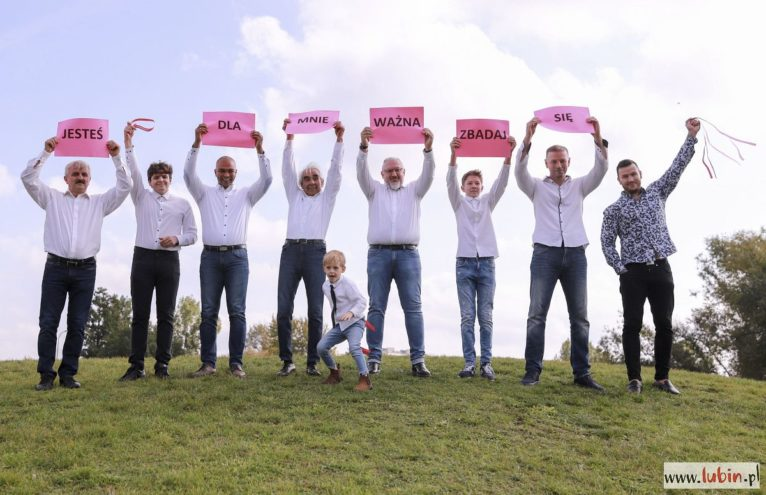 JESTEŚ
DLA
MNIE
WAŻNA
ZBADAJ
SIĘ
www.lubin.pl